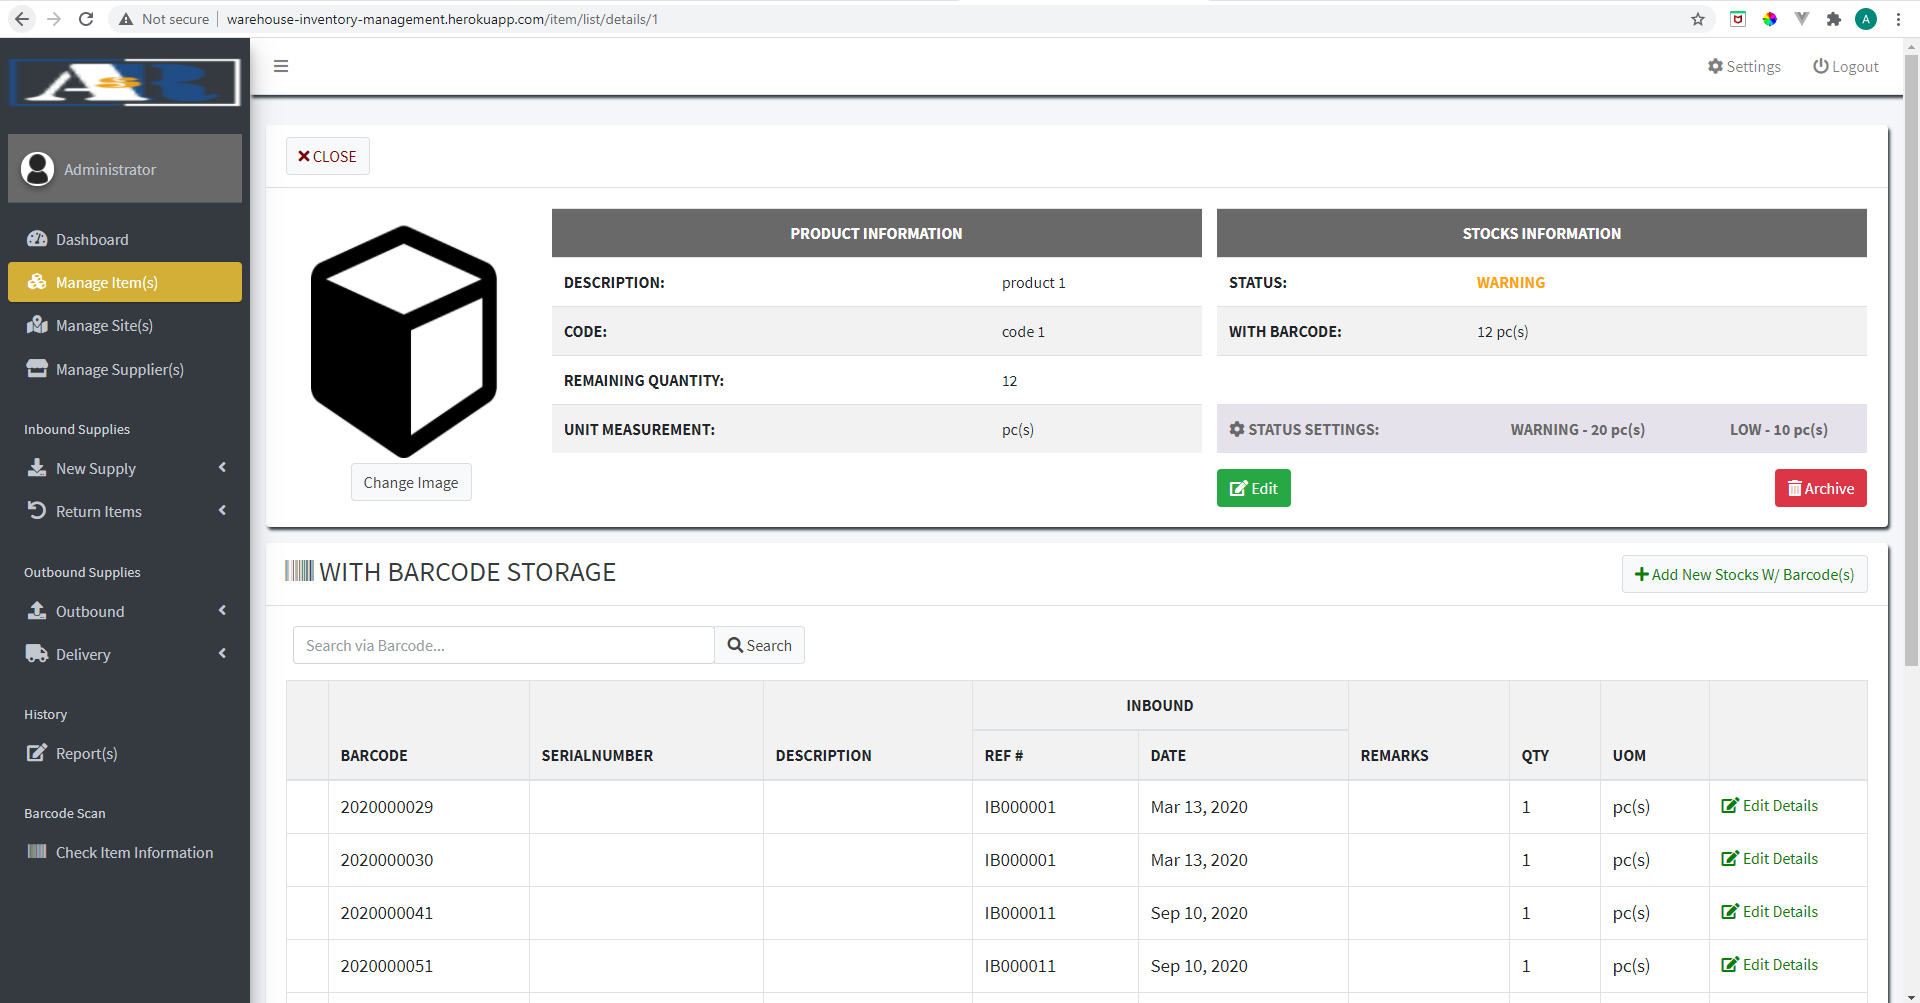 Not secure | warehouse-inventory-management.herokuapp.com/item/list/details/1
A
ASR
Administrator
Dashboard
Manage Item(s)
Manage Site(s)
Manage Supplier(s)
Inbound Supplies
New Supply
Return Items
Outbound Supplies
Outbound
Delivery
History
Report(s)
Barcode Scan
Check Item Information
Settings Logout
CLOSE
Change Image
PRODUCT INFORMATION
DESCRIPTION: product 1
CODE: code 1
REMAINING QUANTITY: 12
UNIT MEASUREMENT: pc(s)
STOCKS INFORMATION
STATUS: WARNING
WITH BARCODE: 12 pc(s)
STATUS SETTINGS: WARNING - 20 pc(s) LOW - 10 pc(s)
Edit Archive
WITH BARCODE STORAGE
Add New Stocks W/ Barcode(s)
Search via Barcode... Search
INBOUND
BARCODE SERIALNUMBER DESCRIPTION REF # DATE REMARKS QTY UOM
2020000029 IB000001 Mar 13, 2020 1 pc(s) Edit Details
2020000030 IB000001 Mar 13, 2020 1 pc(s) Edit Details
2020000041 IB000011 Sep 10, 2020 1 pc(s) Edit Details
2020000051 IB000011 Sep 10, 2020 1 pc(s) Edit Details